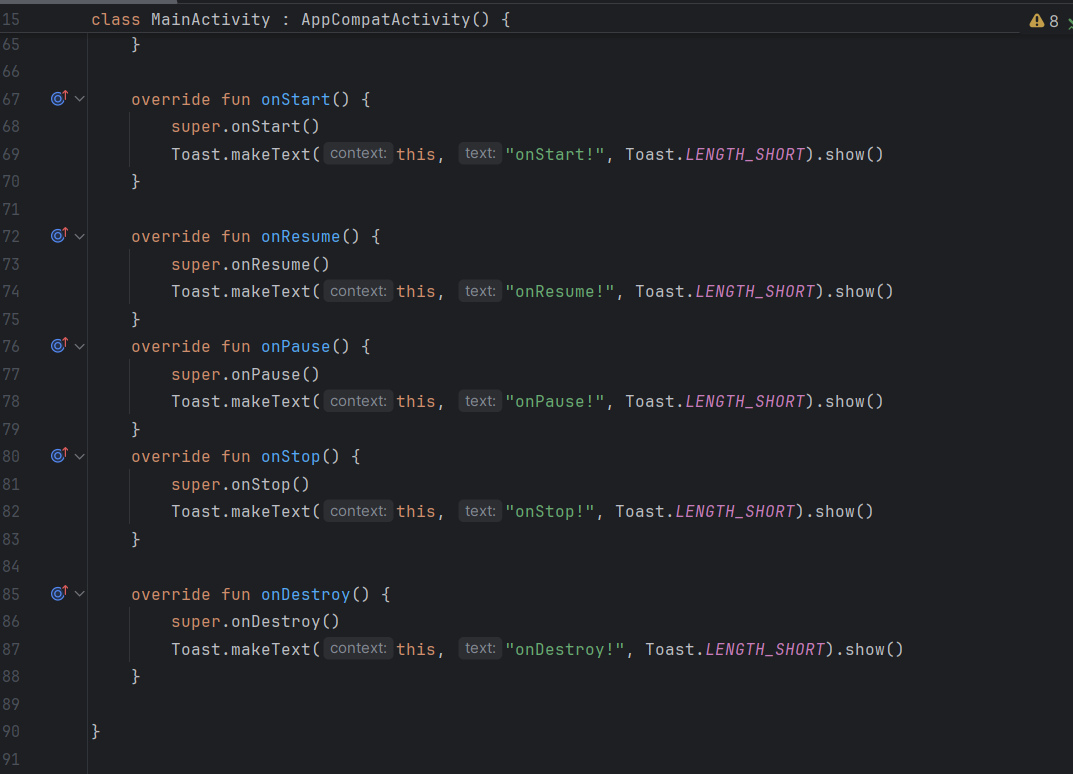 15 class MainActivity : AppCompatActivity() { 8
65 }
66
67 override fun onStart() {
68 super.onStart()
69 Toast.makeText( context: this, text: "onStart!", Toast.LENGTH_SHORT).show()
70 }
71
72 override fun onResume() {
73 super.onResume()
74 Toast.makeText( context: this, text: "onResume!", Toast.LENGTH_SHORT).show()
75 }
76 override fun onPause() {
77 super.onPause()
78 Toast.makeText( context: this, text: "onPause!", Toast.LENGTH_SHORT).show()
79 }
80 override fun onStop() {
81 super.onStop()
82 Toast.makeText( context: this, text: "onStop!", Toast.LENGTH_SHORT).show()
83 }
84
85 override fun onDestroy() {
86 super.onDestroy()
87 Toast.makeText( context: this, text: "onDestroy!", Toast.LENGTH_SHORT).show()
88 }
89
90 }
91